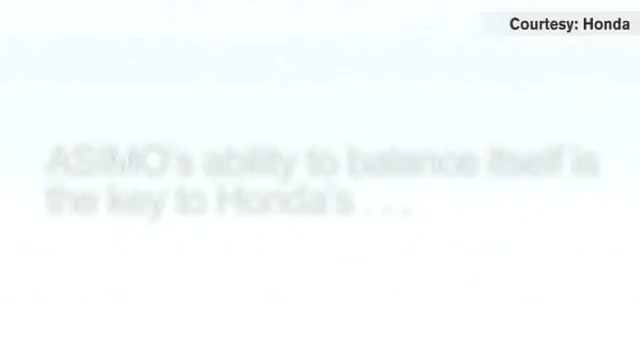 Courtesy: Honda
ASIMO's ability to balance itself is
the key to Honda's . . .